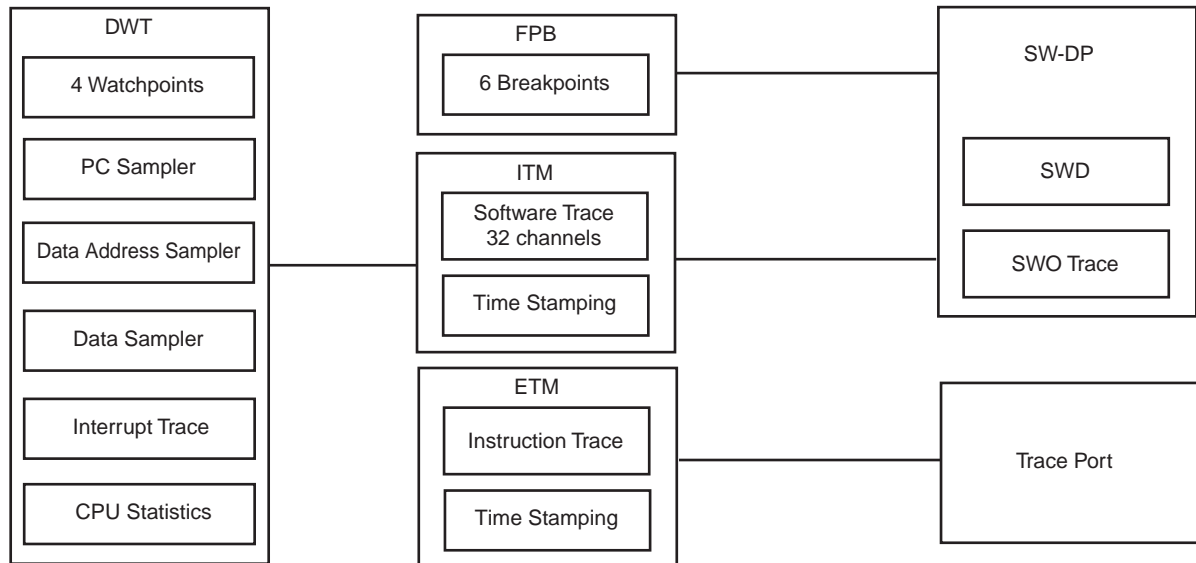 DWT
4 Watchpoints
PC Sampler
Data Address Sampler
Data Sampler
Interrupt Trace
CPU Statistics
FPB
6 Breakpoints
ITM
Software Trace
32 channels
Time Stamping
ETM
Instruction Trace
Time Stamping
SW-DP
SWD
SWO Trace
Trace Port